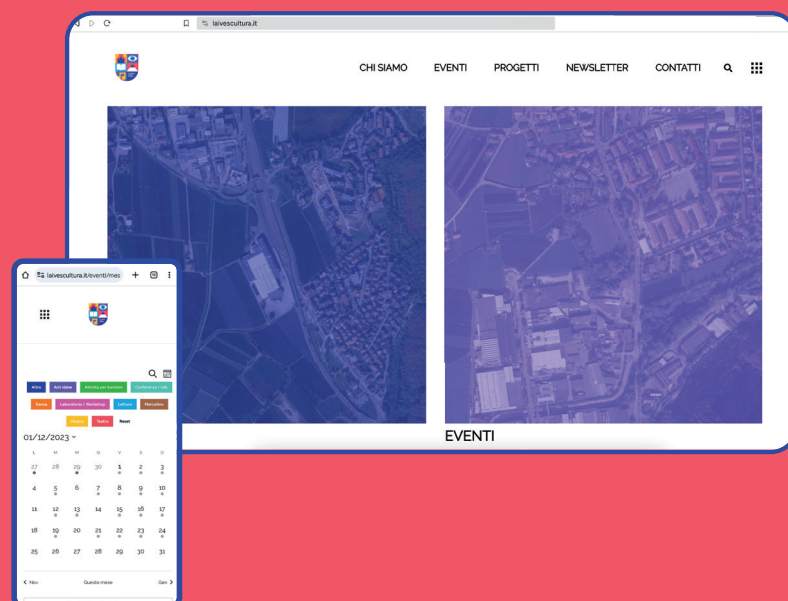 laivescultura.it
CHI SIAMO EVENTI PROGETTI NEWSLETTER CONTATTI
EVENTI
laivescultura.it/eventi/mes
Altro Arti visive Attività per bambini Conferenza / talk
Danza Laboratorio / Workshop Letture Mercatino
Musica Teatro Reset
01/12/2023
L M M G V S D
27 28 29 30 1 2 3
4 5 6 7 8 9 10
11 12 13 14 15 16 17
18 19 20 21 22 23 24
25 26 27 28 29 30 31
Nov Questo mese Gen